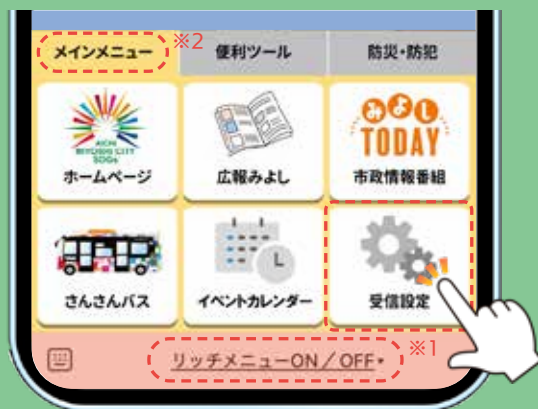 メインメニュー ※2 便利ツール 防災・防犯
みよし
TODAY
AICHI
MIYOSHI CITY
SDGs
ホームページ 広報みよし 市政情報番組
さんさんバス イベントカレンダー 受信設定
リッチメニューON／OFF ※1